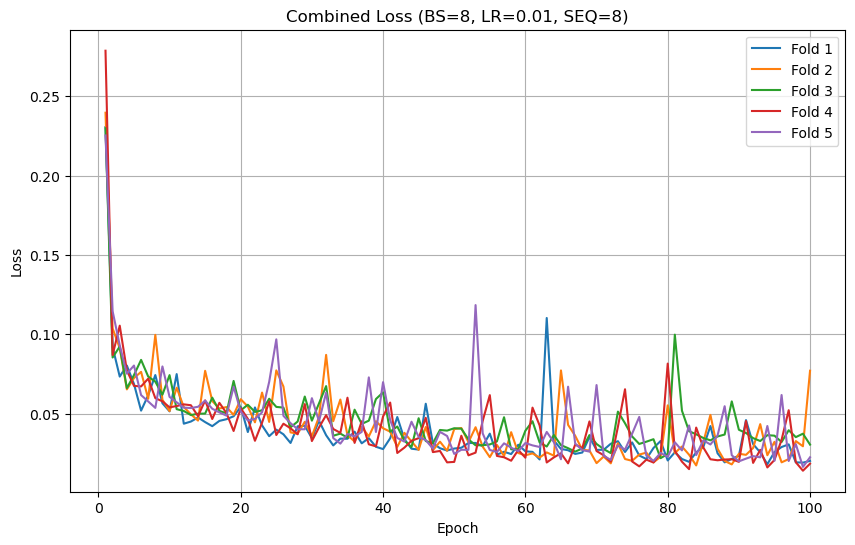 Combined Loss (BS=8, LR=0.01, SEQ=8)
Loss
0.25
0.20
0.15
0.10
0.05
Fold 1
Fold 2
Fold 3
Fold 4
Fold 5
0
20
40
60
80
100
Epoch